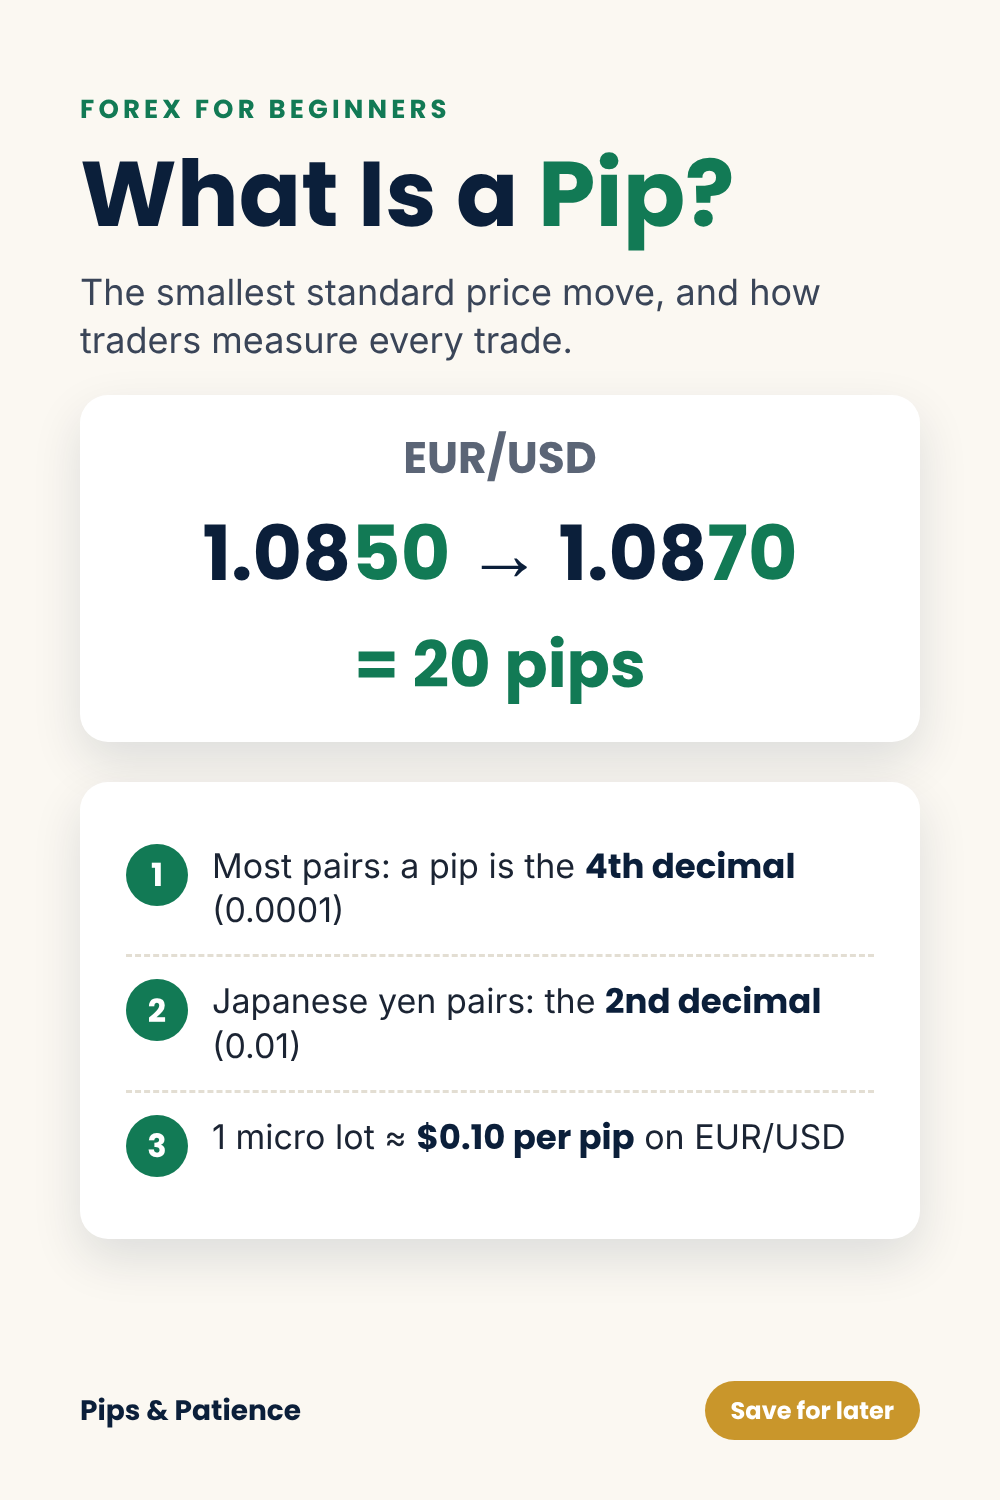 FOREX FOR BEGINNERS
What Is a Pip?
The smallest standard price move, and how
traders measure every trade.
EUR/USD
1.0850 → 1.0870
= 20 pips
1 Most pairs: a pip is the 4th decimal
(0.0001)
2 Japanese yen pairs: the 2nd decimal
(0.01)
3 1 micro lot ≈ $0.10 per pip on EUR/USD
Pips & Patience
Save for later